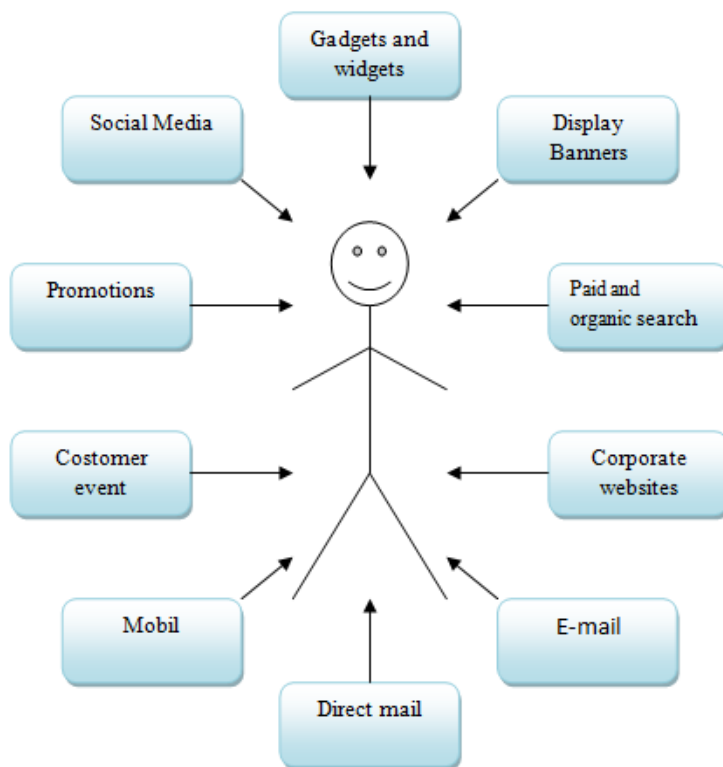 Gadgets and
widgets
Social Media
Display
Banners
Promotions
Paid and
organic search
Costomer
event
Corporate
websites
Mobil
E-mail
Direct mail